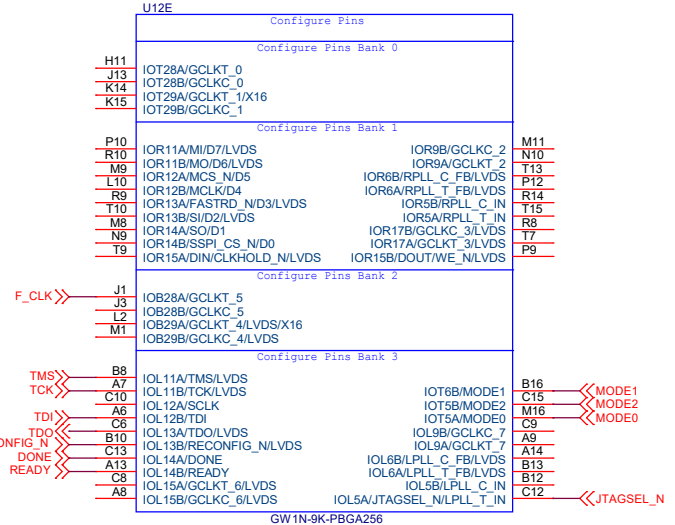 U12E
Configure Pins
Configure Pins Bank 0
H11 IOT28A/GCLKT_0
J13 IOT28B/GCLKC_0
K14 IOT29A/GCLKT_1/X16
K15 IOT29B/GCLKC_1
Configure Pins Bank 1
P10 IOR11A/MI/D7/LVDS IOR9B/GCLKC_2 M11
R10 IOR11B/MO/D6/LVDS IOR9A/GCLKT_2 N10
M9 IOR12A/MCS_N/D5 IOR6B/RPLL_C_FB/LVDS T13
L10 IOR12B/MCLK/D4 IOR6A/RPLL_T_FB/LVDS P12
R9 IOR13A/FASTRD_N/D3/LVDS IOR5B/RPLL_C_IN R14
T10 IOR13B/SI/D2/LVDS IOR5A/RPLL_T_IN T15
M8 IOR14A/SO/D1 IOR17B/GCLKC_3/LVDS R8
N9 IOR14B/SSPI_CS_N/D0 IOR17A/GCLKT_3/LVDS T7
T9 IOR15A/DIN/CLKHOLD_N/LVDS IOR15B/DOUT/WE_N/LVDS P9
Configure Pins Bank 2
F_CLK J1 IOB28A/GCLKT_5
J3 IOB28B/GCLKC_5
L2 IOB29A/GCLKT_4/LVDS/X16
M1 IOB29B/GCLKC_4/LVDS
Configure Pins Bank 3
TMS B8 IOL11A/TMS/LVDS
TCK A7 IOL11B/TCK/LVDS IOT6B/MODE1 B16 MODE1
C10 IOL12A/SCLK IOT5B/MODE2 C15 MODE2
TDI A6 IOL12B/TDI IOT5A/MODE0 M16 MODE0
TDO C6 IOL13A/TDO/LVDS IOL9B/GCLKC_7 C9
ONFIG_N B10 IOL13B/RECONFIG_N/LVDS IOL9A/GCLKT_7 A9
DONE C13 IOL14A/DONE IOL6B/LPLL_C_FB/LVDS A14
READY A13 IOL14B/READY IOL6A/LPLL_T_FB/LVDS B13
C8 IOL15A/GCLKT_6/LVDS IOL5B/LPLL_C_IN B12
A8 IOL15B/GCLKC_6/LVDS IOL5A/JTAGSEL_N/LPLL_T_IN C12 JTAGSEL_N
GW1N-9K-PBGA256